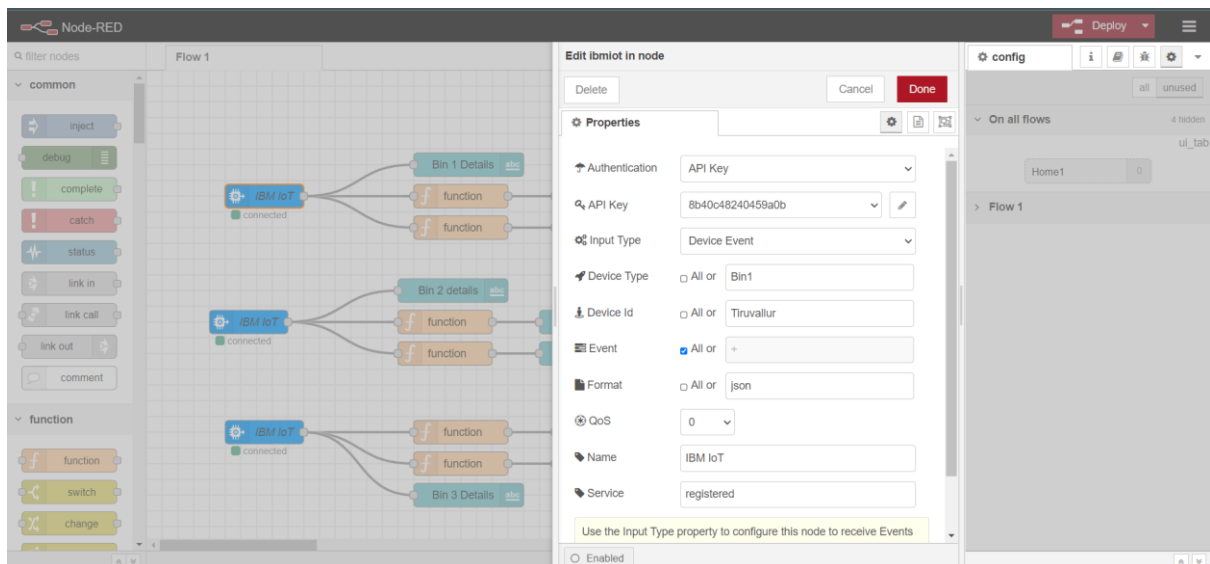 Node-RED
Deploy
filter nodes
common
inject
debug
complete
catch
status
link in
link call
link out
comment
function
function
switch
change
Flow 1
IBM IoT
connected
Bin 1 Details
abc
function
function
IBM IoT
connected
Bin 2 details
abc
function
function
IBM IoT
connected
function
function
Bin 3 Details
abc
Edit ibmiot in node
Delete
Cancel
Done
Properties
Authentication API Key
API Key 8b40c48240459a0b
Input Type Device Event
Device Type All or Bin1
Device Id All or Tiruvallur
Event All or +
Format All or json
QoS 0
Name IBM IoT
Service registered
Use the Input Type property to configure this node to receive Events
Enabled
config
i
all unused
On all flows 4 hidden
ui_tab
Home1 0
Flow 1